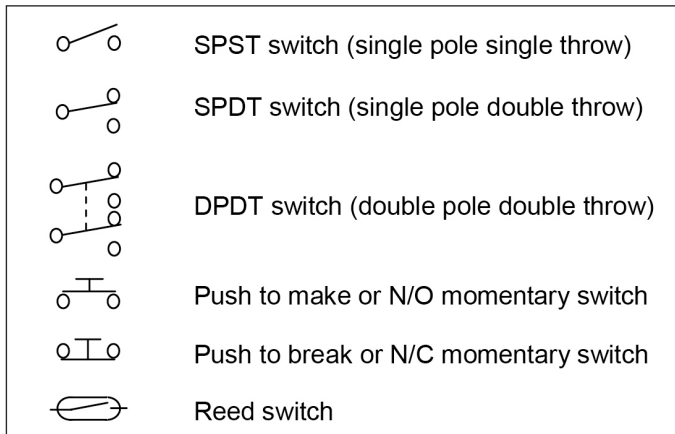 SPST switch (single pole single throw)
SPDT switch (single pole double throw)
DPDT switch (double pole double throw)
Push to make or N/O momentary switch
Push to break or N/C momentary switch
Reed switch